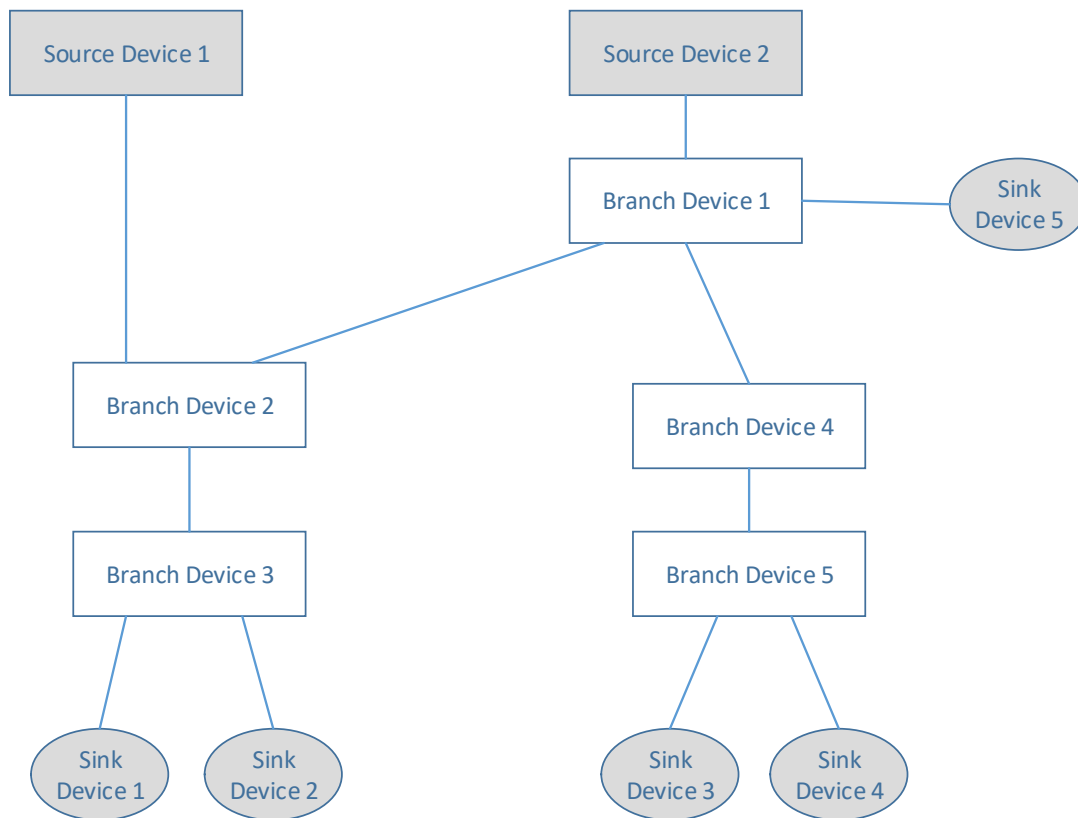 Source Device 1
Source Device 2
Branch Device 1
Sink
Device 5
Branch Device 2
Branch Device 4
Branch Device 3
Branch Device 5
Sink
Device 1
Sink
Device 2
Sink
Device 3
Sink
Device 4